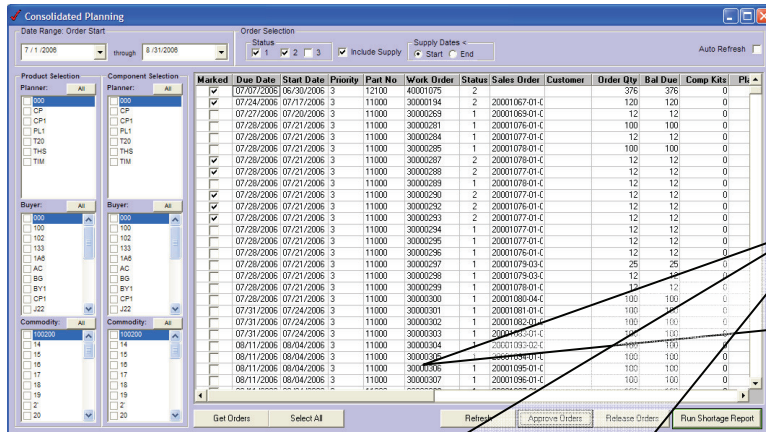 Consolidated Planning
Date Range: Order Start
7 / 1 /2006 through 8 /31/2006
Order Selection
Status
1 2 3
Include Supply
Supply Dates <
Start End
Auto Refresh
Product Selection Component Selection
Planner: All Planner: All
000 000
CP CP
CP1 CP1
PL1 PL1
T20 T20
THS THS
TIM TIM
Buyer: All Buyer: All
000 000
100 100
102 102
133 133
1A6 1A6
AC AC
BG BG
BY1 BY1
CP1 CP1
J22 J22
Commodity: All Commodity: All
100200 100200
14 14
15 15
16 16
17 17
18 18
19 19
2' 2'
20 20
Marked Due Date Start Date Priority Part No Work Order Status Sales Order Customer Order Qty Bal Due Comp Kits
07/07/2006 06/30/2006 3 12100 40001075 2 376 376 0
07/24/2006 07/17/2006 3 11000 30000194 2 20001067-01-0 120 120 0
07/27/2006 07/20/2006 3 11000 30000269 1 20001069-01-0 12 12 0
07/28/2006 07/21/2006 3 11000 30000281 1 20001076-01-0 100 100 0
07/28/2006 07/21/2006 3 11000 30000284 1 20001077-01-0 12 12 0
07/28/2006 07/21/2006 3 11000 30000285 1 20001078-01-0 100 100 0
07/28/2006 07/21/2006 3 11000 30000287 2 20001078-01-0 12 12 0
07/28/2006 07/21/2006 3 11000 30000288 2 20001077-01-0 12 12 0
07/28/2006 07/21/2006 3 11000 30000289 1 20001077-01-0 12 12 0
07/28/2006 07/21/2006 3 11000 30000290 2 20001077-01-0 12 12 0
07/28/2006 07/21/2006 3 11000 30000292 2 20001076-01-0 12 12 0
07/28/2006 07/21/2006 3 11000 30000293 2 20001077-01-0 12 12 0
07/28/2006 07/21/2006 3 11000 30000294 1 20001078-01-0 12 12 0
07/28/2006 07/21/2006 3 11000 30000295 1 20001078-01-0 12 12 0
07/28/2006 07/21/2006 3 11000 30000296 1 20001078-01-0 12 12 0
07/28/2006 07/21/2006 3 11000 30000297 1 20001079-03-0 25 25 0
07/28/2006 07/21/2006 3 11000 30000298 1 20001079-03-0 12 12 0
07/28/2006 07/21/2006 3 11000 30000299 1 20001078-01-0 12 12 0
07/28/2006 07/21/2006 3 11000 30000300 1 20001080-04-0 100 100 0
07/31/2006 07/24/2006 3 11000 30000301 1 20001081-01-0 100 100 0
07/31/2006 07/24/2006 3 11000 30000302 1 20001082-01-0 100 100 0
07/31/2006 07/24/2006 3 11000 30000303 1 20001083-01-0 100 100 0
08/11/2006 08/04/2006 3 11000 30000304 1 20001093-02-0 100 100 0
08/11/2006 08/04/2006 3 11000 30000305 1 100 100 0
08/11/2006 08/04/2006 3 11000 30000306 1 20001095-01-0 100 100 0
08/11/2006 08/04/2006 3 11000 30000307 1 20001096-01-0 100 100 0
Get Orders Select All Refresh Approve Orders Release Orders Run Shortage Report